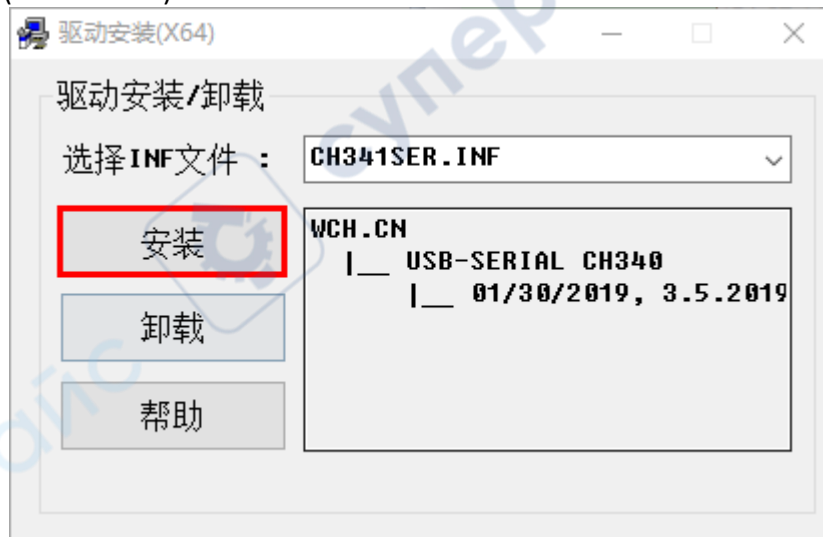 驱动安装(X64)
驱动安装/卸载
选择INF文件 :
CH341SER.INF
安装
卸载
帮助
WCH.CN
|__ USB-SERIAL CH340
|__ 01/30/2019, 3.5.2019
супер
айс